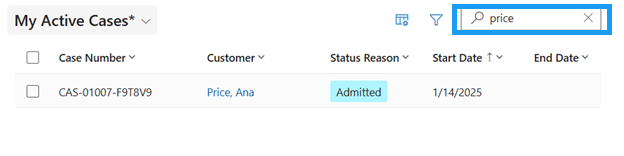 My Active Cases*
price
Case Number Customer Status Reason Start Date ↑ End Date
CAS-01007-F9T8V9 Price, Ana Admitted 1/14/2025